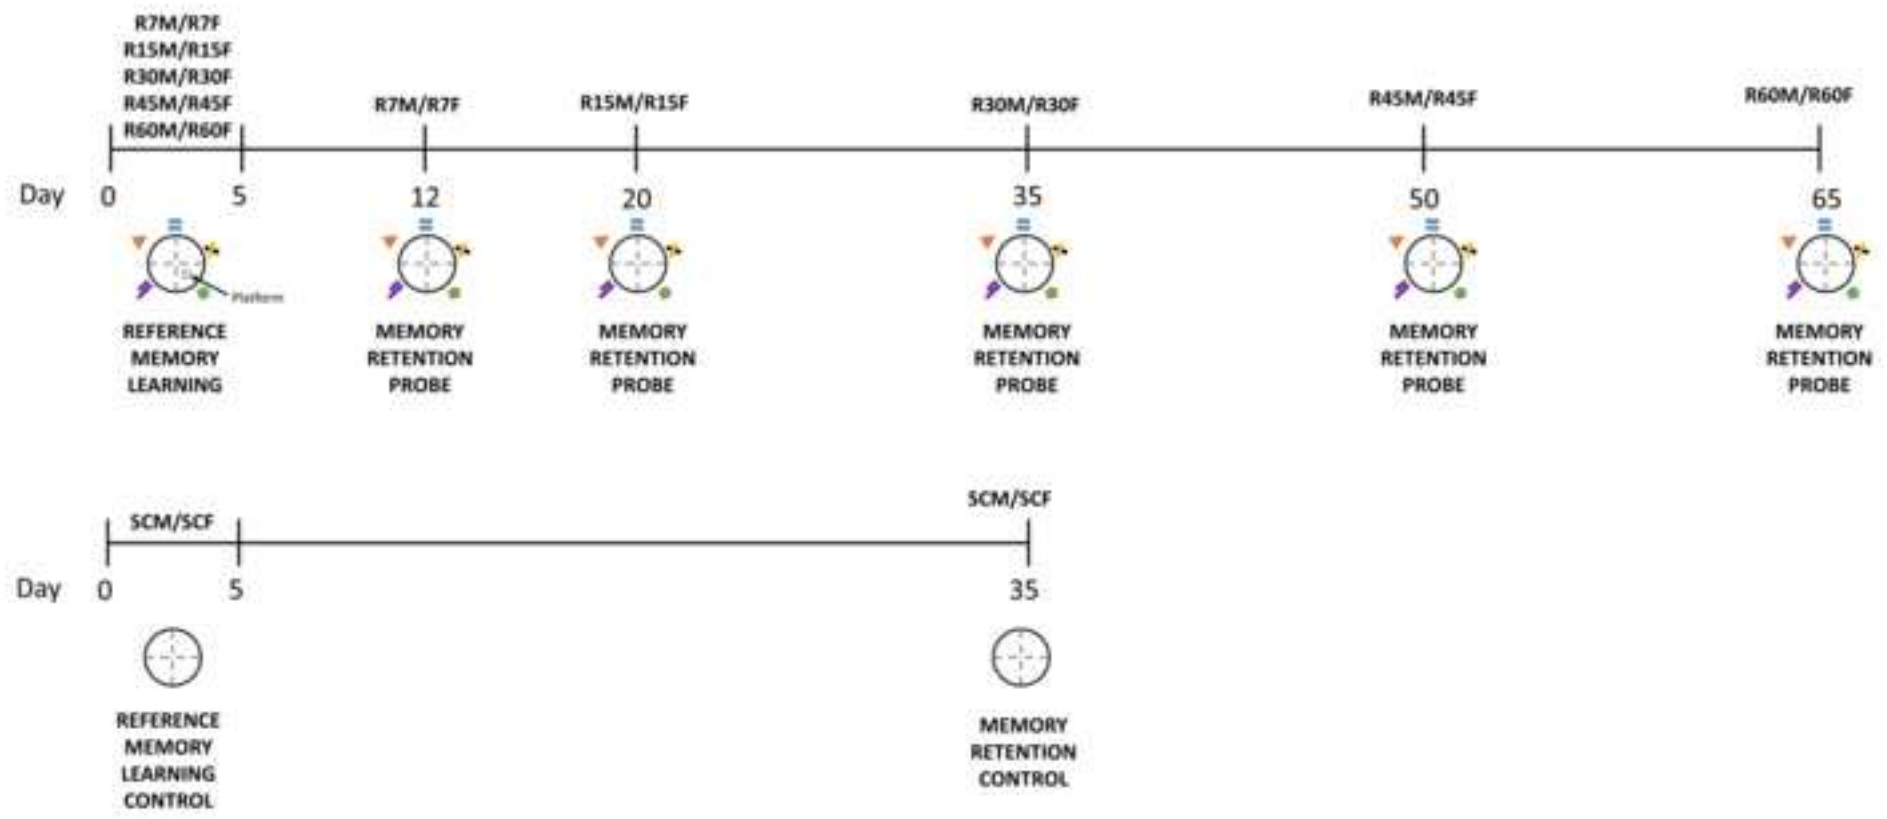 R7M/R7F
R15M/R15F
R30M/R30F
R45M/R45F
R60M/R60F
R7M/R7F
R15M/R15F
R30M/R30F
R45M/R45F
R60M/R60F
Day 0 5 12 20 35 50 65
Platform
REFERENCE
MEMORY
LEARNING
MEMORY
RETENTION
PROBE
MEMORY
RETENTION
PROBE
MEMORY
RETENTION
PROBE
MEMORY
RETENTION
PROBE
MEMORY
RETENTION
PROBE
SCM/SCF
SCM/SCF
Day 0 5 35
REFERENCE
MEMORY
LEARNING
CONTROL
MEMORY
RETENTION
CONTROL